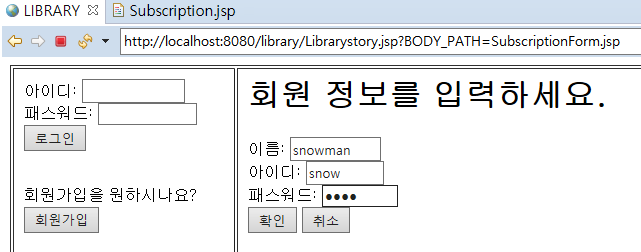 LIBRARY
Subscription.jsp
http://localhost:8080/library/Librarystory.jsp?BODY_PATH=SubscriptionForm.jsp
아이디:
패스워드:
로그인
회원가입을 원하시나요?
회원가입
회원 정보를 입력하세요.
이름: snowman
아이디: snow
패스워드: ●●●●
확인 취소